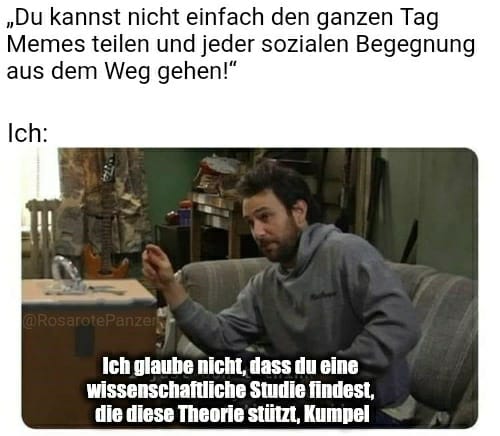 „Du kannst nicht einfach den ganzen Tag
Memes teilen und jeder sozialen Begegnung
aus dem Weg gehen!“
Ich:
@RosarotePanzer
Ich glaube nicht, dass du eine
wissenschaftliche Studie findest,
die diese Theorie stützt, Kumpel